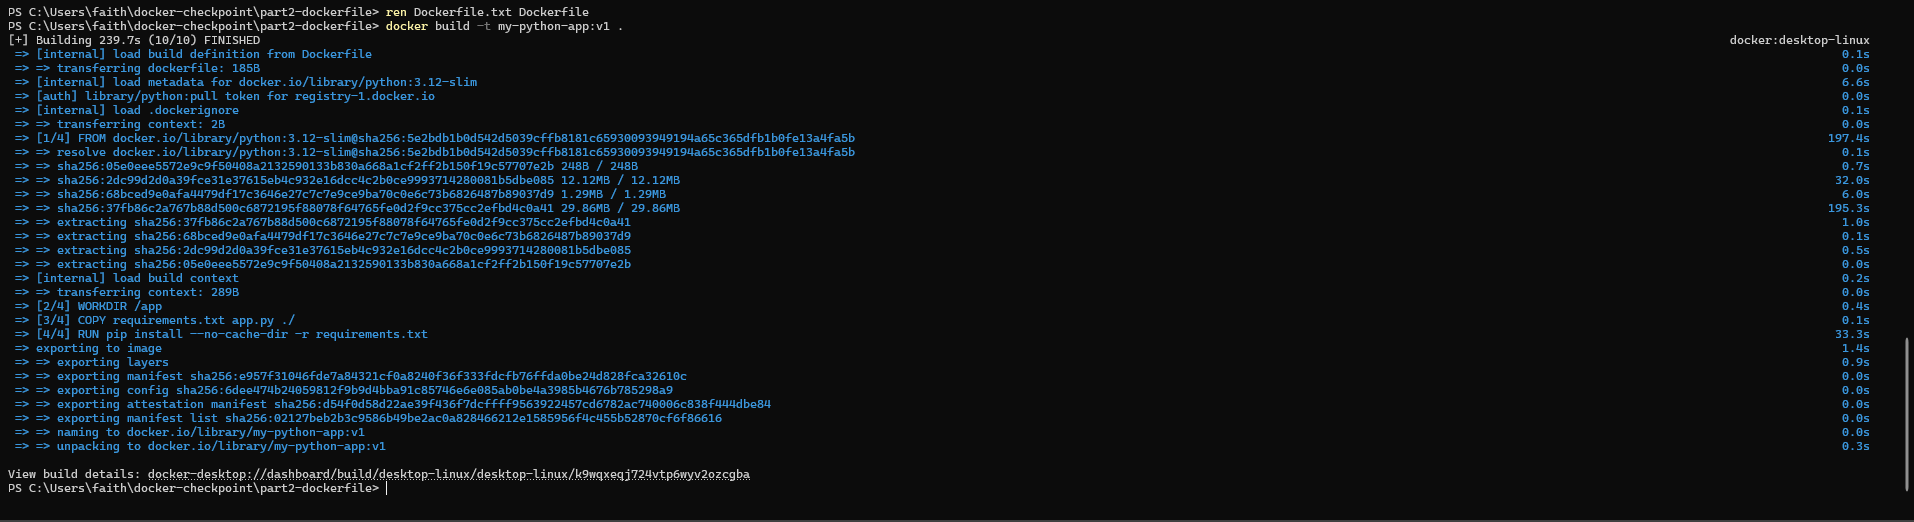 PS C:\Users\faith\docker-checkpoint\part2-dockerfile> ren Dockerfile.txt Dockerfile
PS C:\Users\faith\docker-checkpoint\part2-dockerfile> docker build -t my-python-app:v1 .
[+] Building 239.7s (10/10) FINISHED docker:desktop-linux
=> [internal] load build definition from Dockerfile 0.1s
=> => transferring dockerfile: 185B 0.0s
=> [internal] load metadata for docker.io/library/python:3.12-slim 6.6s
=> [auth] library/python:pull token for registry-1.docker.io 0.0s
=> [internal] load .dockerignore 0.1s
=> => transferring context: 2B 0.0s
=> [1/4] FROM docker.io/library/python:3.12-slim@sha256:5e2bdb1b0d542d5039cffb8181c65930093949194a65c365dfb1b0fe13a4fa5b 197.4s
=> => resolve docker.io/library/python:3.12-slim@sha256:5e2bdb1b0d542d5039cffb8181c65930093949194a65c365dfb1b0fe13a4fa5b 0.1s
=> => sha256:05e0eee5572e9c9f50408a2132590133b830a668a1cf2ff2b150f19c57707e2b 248B / 248B 0.7s
=> => sha256:2dc99d2d0a39fce31e37615eb4c932e16dcc4c2b0ce9993714280081b5dbe085 12.12MB / 12.12MB 32.0s
=> => sha256:68bced9e0afa4479df17c3646e27c7c7e9ce9ba70c0e6c73b6826487b89037d9 1.29MB / 1.29MB 6.0s
=> => sha256:37fb86c2a767b88d500c6872195f88078f64765fe0d2f9cc375cc2efbd4c0a41 29.86MB / 29.86MB 195.3s
=> => extracting sha256:37fb86c2a767b88d500c6872195f88078f64765fe0d2f9cc375cc2efbd4c0a41 1.0s
=> => extracting sha256:68bced9e0afa4479df17c3646e27c7c7e9ce9ba70c0e6c73b6826487b89037d9 0.1s
=> => extracting sha256:2dc99d2d0a39fce31e37615eb4c932e16dcc4c2b0ce9993714280081b5dbe085 0.5s
=> => extracting sha256:05e0eee5572e9c9f50408a2132590133b830a668a1cf2ff2b150f19c57707e2b 0.0s
=> [internal] load build context 0.2s
=> => transferring context: 289B 0.0s
=> [2/4] WORKDIR /app 0.4s
=> [3/4] COPY requirements.txt app.py ./ 0.1s
=> [4/4] RUN pip install --no-cache-dir -r requirements.txt 33.3s
=> exporting to image 1.4s
=> => exporting layers 0.9s
=> => exporting manifest sha256:e957f31046fde7a84321cf0a8240f36f333fdcfb76ffda0be24d828fca32610c 0.0s
=> => exporting config sha256:6dee474b24059812f9b9d4bba91c85746e6e085ab0be4a3985b4676b785298a9 0.0s
=> => exporting attestation manifest sha256:d54f0d58d22ae39f436f7dcffff9563922457cd6782ac740006c838f444dbe84 0.0s
=> => exporting manifest list sha256:02127beb2b3c9586b49be2ac0a828466212e1585956f4c455b52870cf6f86616 0.0s
=> => naming to docker.io/library/my-python-app:v1 0.0s
=> => unpacking to docker.io/library/my-python-app:v1 0.3s
View build details: docker-desktop://dashboard/build/desktop-linux/desktop-linux/k9wqxeqj724vtp6wyv2ozcgba
PS C:\Users\faith\docker-checkpoint\part2-dockerfile>